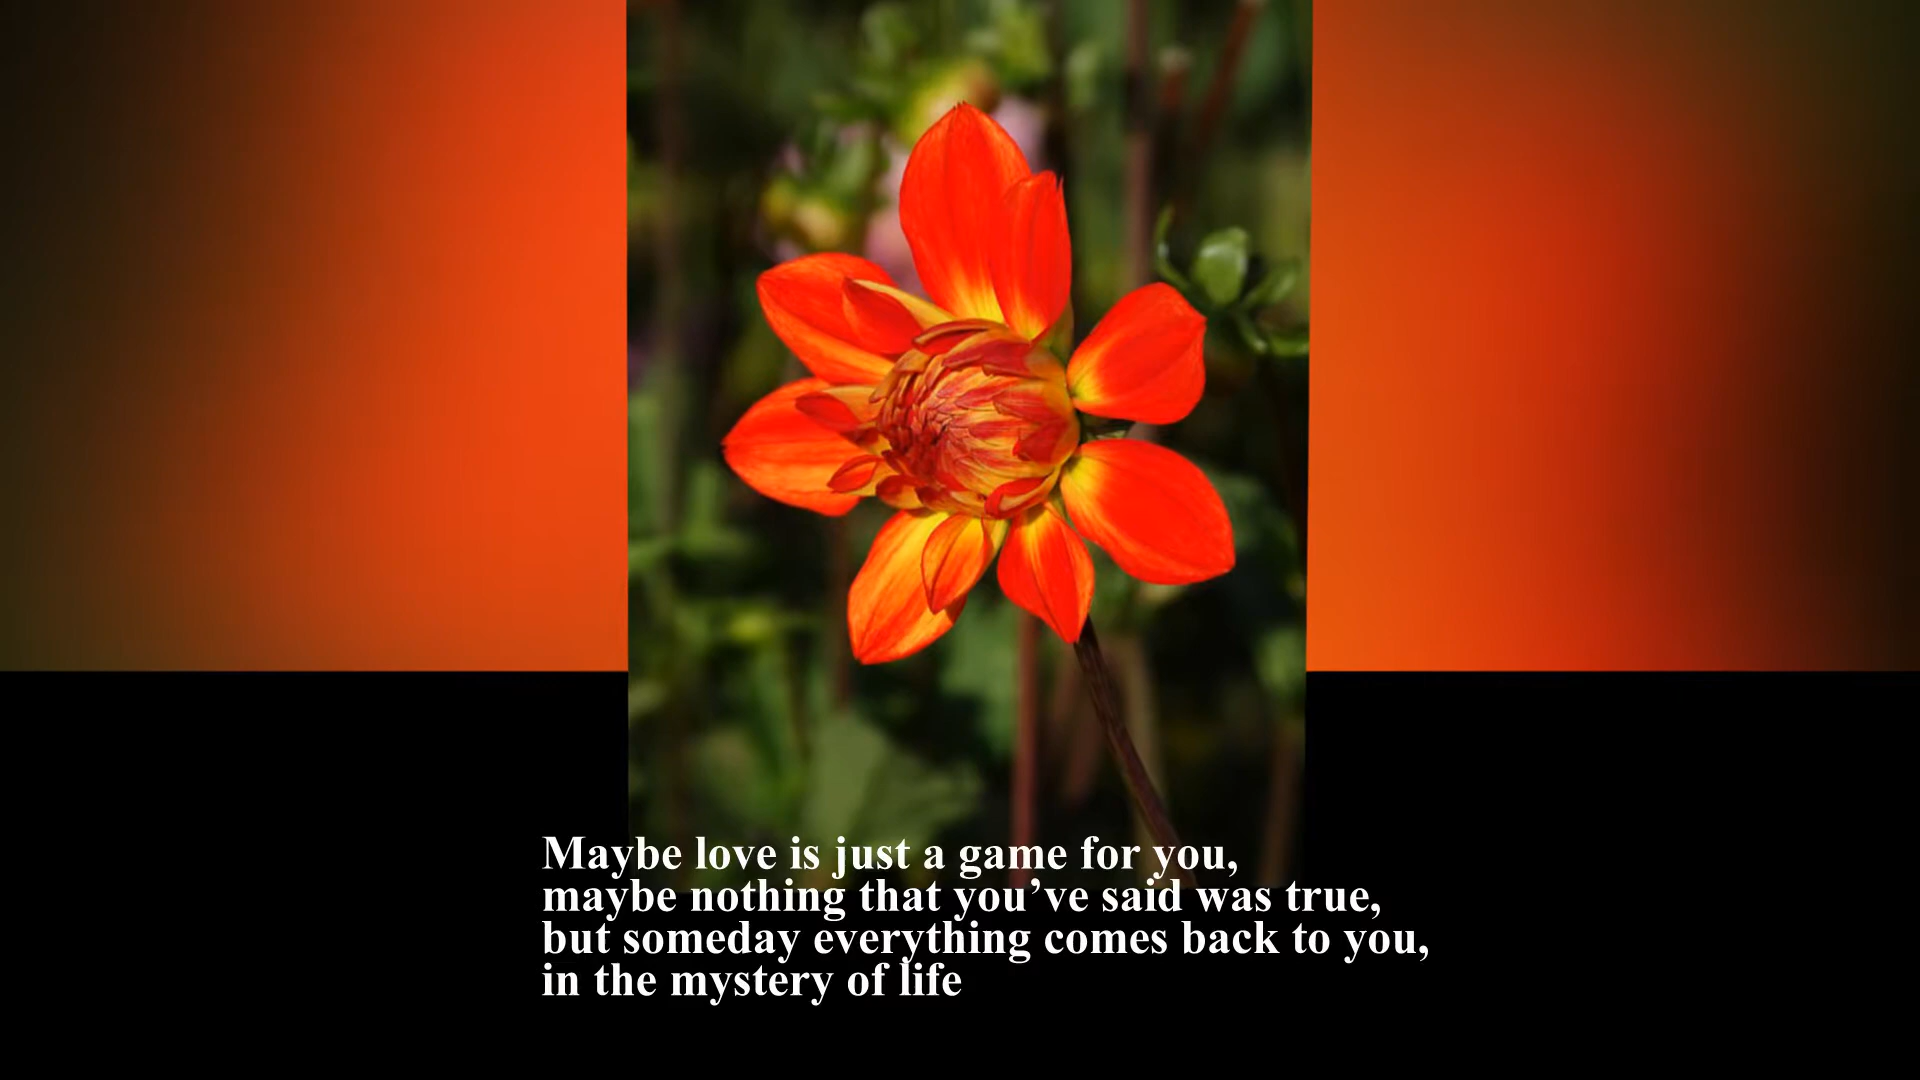 Maybe love is just a game for you,
maybe nothing that you’ve said was true,
but someday everything comes back to you,
in the mystery of life